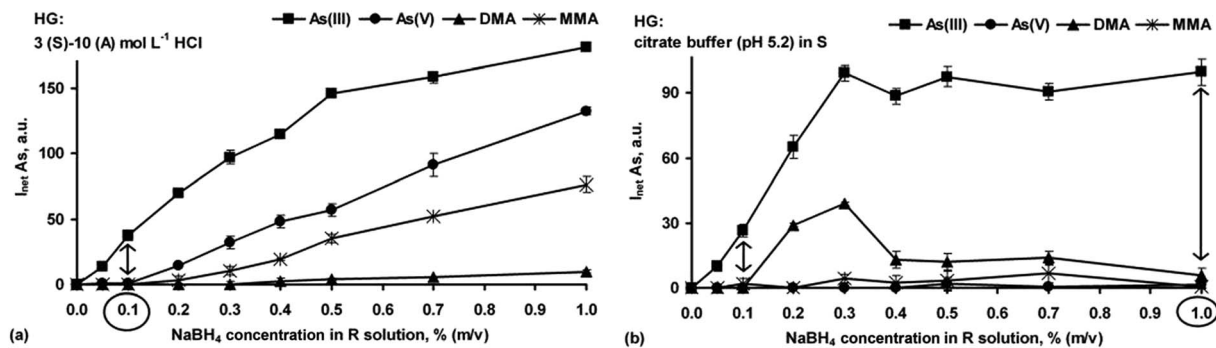 HG:
3 (S)-10 (A) mol L⁻¹ HCl
As(III) As(V) DMA MMA
150
100
50
0
I_net As, a.u.
0.0 0.1 0.2 0.3 0.4 0.5 0.6 0.7 0.8 0.9 1.0
NaBH₄ concentration in R solution, % (m/v)
(a)
HG:
citrate buffer (pH 5.2) in S
As(III) As(V) DMA MMA
90
60
30
0
I_net As, a.u.
0.0 0.1 0.2 0.3 0.4 0.5 0.6 0.7 0.8 0.9 1.0
NaBH₄ concentration in R solution, % (m/v)
(b)